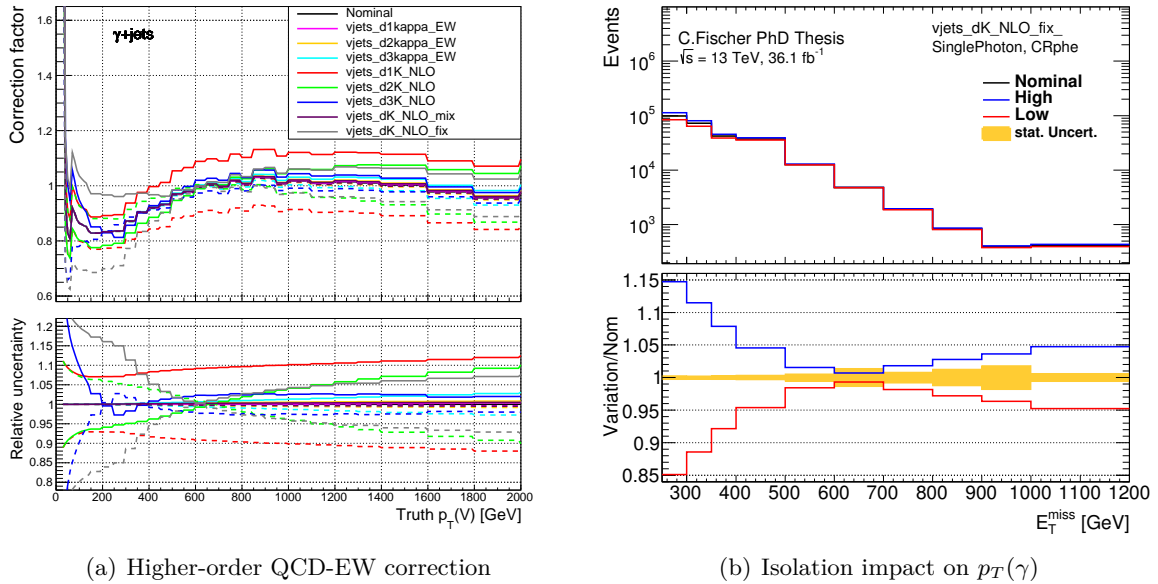 Correction factor
1.6
1.4
1.2
1
0.8
0.6
γ+jets
Nominal
vjets_d1kappa_EW
vjets_d2kappa_EW
vjets_d3kappa_EW
vjets_d1K_NLO
vjets_d2K_NLO
vjets_d3K_NLO
vjets_dK_NLO_mix
vjets_dK_NLO_fix
Relative uncertainty
1.2
1.15
1.1
1.05
1
0.95
0.9
0.85
0.8
0 200 400 600 800 1000 1200 1400 1600 1800 2000
Truth p_T(V) [GeV]
(a) Higher-order QCD-EW correction
Events
10^6
10^5
10^4
10^3
C.Fischer PhD Thesis
√s = 13 TeV, 36.1 fb^-1
vjets_dK_NLO_fix_
SinglePhoton, CRphe
Nominal
High
Low
stat. Uncert.
Variation/Nom
1.15
1.1
1.05
1
0.95
0.9
0.85
300 400 500 600 700 800 900 1000 1100 1200
E_T^miss [GeV]
(b) Isolation impact on p_T(γ)